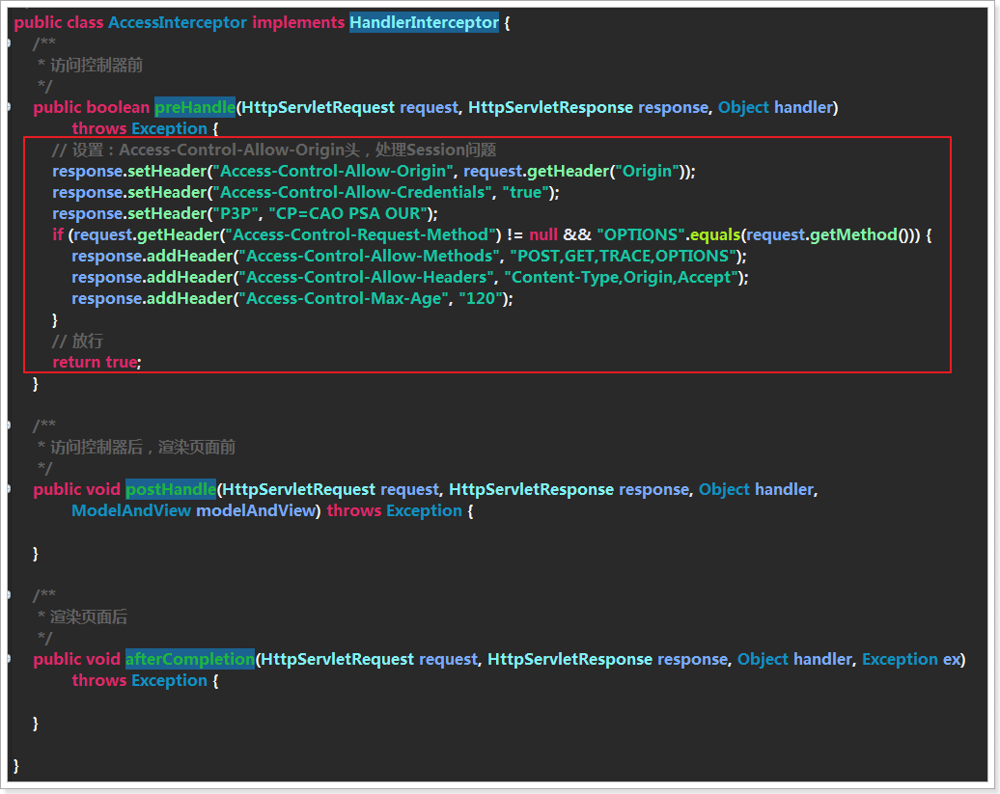 public class AccessInterceptor implements HandlerInterceptor {
/**
* 访问控制器前
*/
public boolean preHandle(HttpServletRequest request, HttpServletResponse response, Object handler)
throws Exception {
// 设置：Access-Control-Allow-Origin头，处理Session问题
response.setHeader("Access-Control-Allow-Origin", request.getHeader("Origin"));
response.setHeader("Access-Control-Allow-Credentials", "true");
response.setHeader("P3P", "CP=CAO PSA OUR");
if (request.getHeader("Access-Control-Request-Method") != null && "OPTIONS".equals(request.getMethod())) {
response.addHeader("Access-Control-Allow-Methods", "POST,GET,TRACE,OPTIONS");
response.addHeader("Access-Control-Allow-Headers", "Content-Type,Origin,Accept");
response.addHeader("Access-Control-Max-Age", "120");
}
// 放行
return true;
}
/**
* 访问控制器后，渲染页面前
*/
public void postHandle(HttpServletRequest request, HttpServletResponse response, Object handler,
ModelAndView modelAndView) throws Exception {
}
/**
* 渲染页面后
*/
public void afterCompletion(HttpServletRequest request, HttpServletResponse response, Object handler, Exception ex)
throws Exception {
}
}